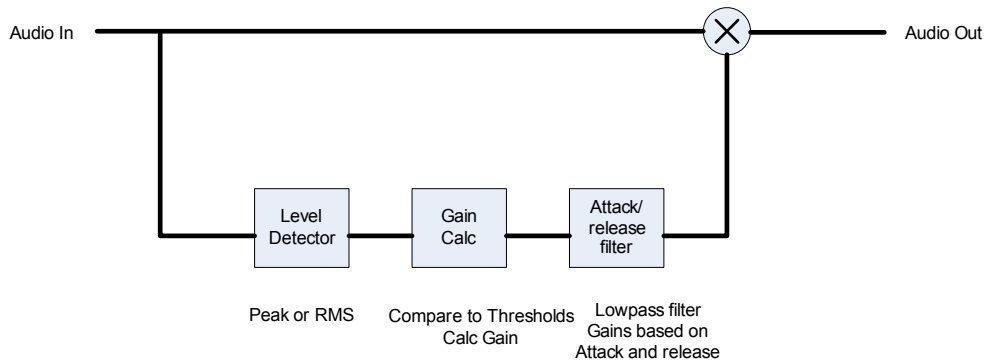 Audio In
Audio Out
Level
Detector
Gain
Calc
Attack/
release
filter
Peak or RMS
Compare to Thresholds
Calc Gain
Lowpass filter
Gains based on
Attack and release